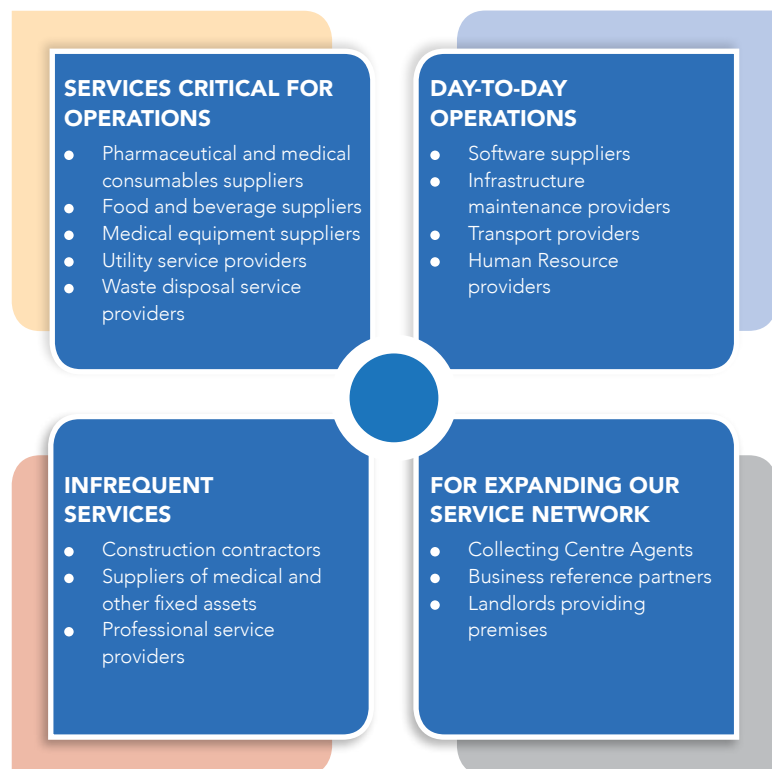 SERVICES CRITICAL FOR
OPERATIONS
● Pharmaceutical and medical
consumables suppliers
● Food and beverage suppliers
● Medical equipment suppliers
● Utility service providers
● Waste disposal service
providers
DAY-TO-DAY
OPERATIONS
● Software suppliers
● Infrastructure
maintenance providers
● Transport providers
● Human Resource
providers
INFREQUENT
SERVICES
● Construction contractors
● Suppliers of medical and
other fixed assets
● Professional service
providers
FOR EXPANDING OUR
SERVICE NETWORK
● Collecting Centre Agents
● Business reference partners
● Landlords providing
premises